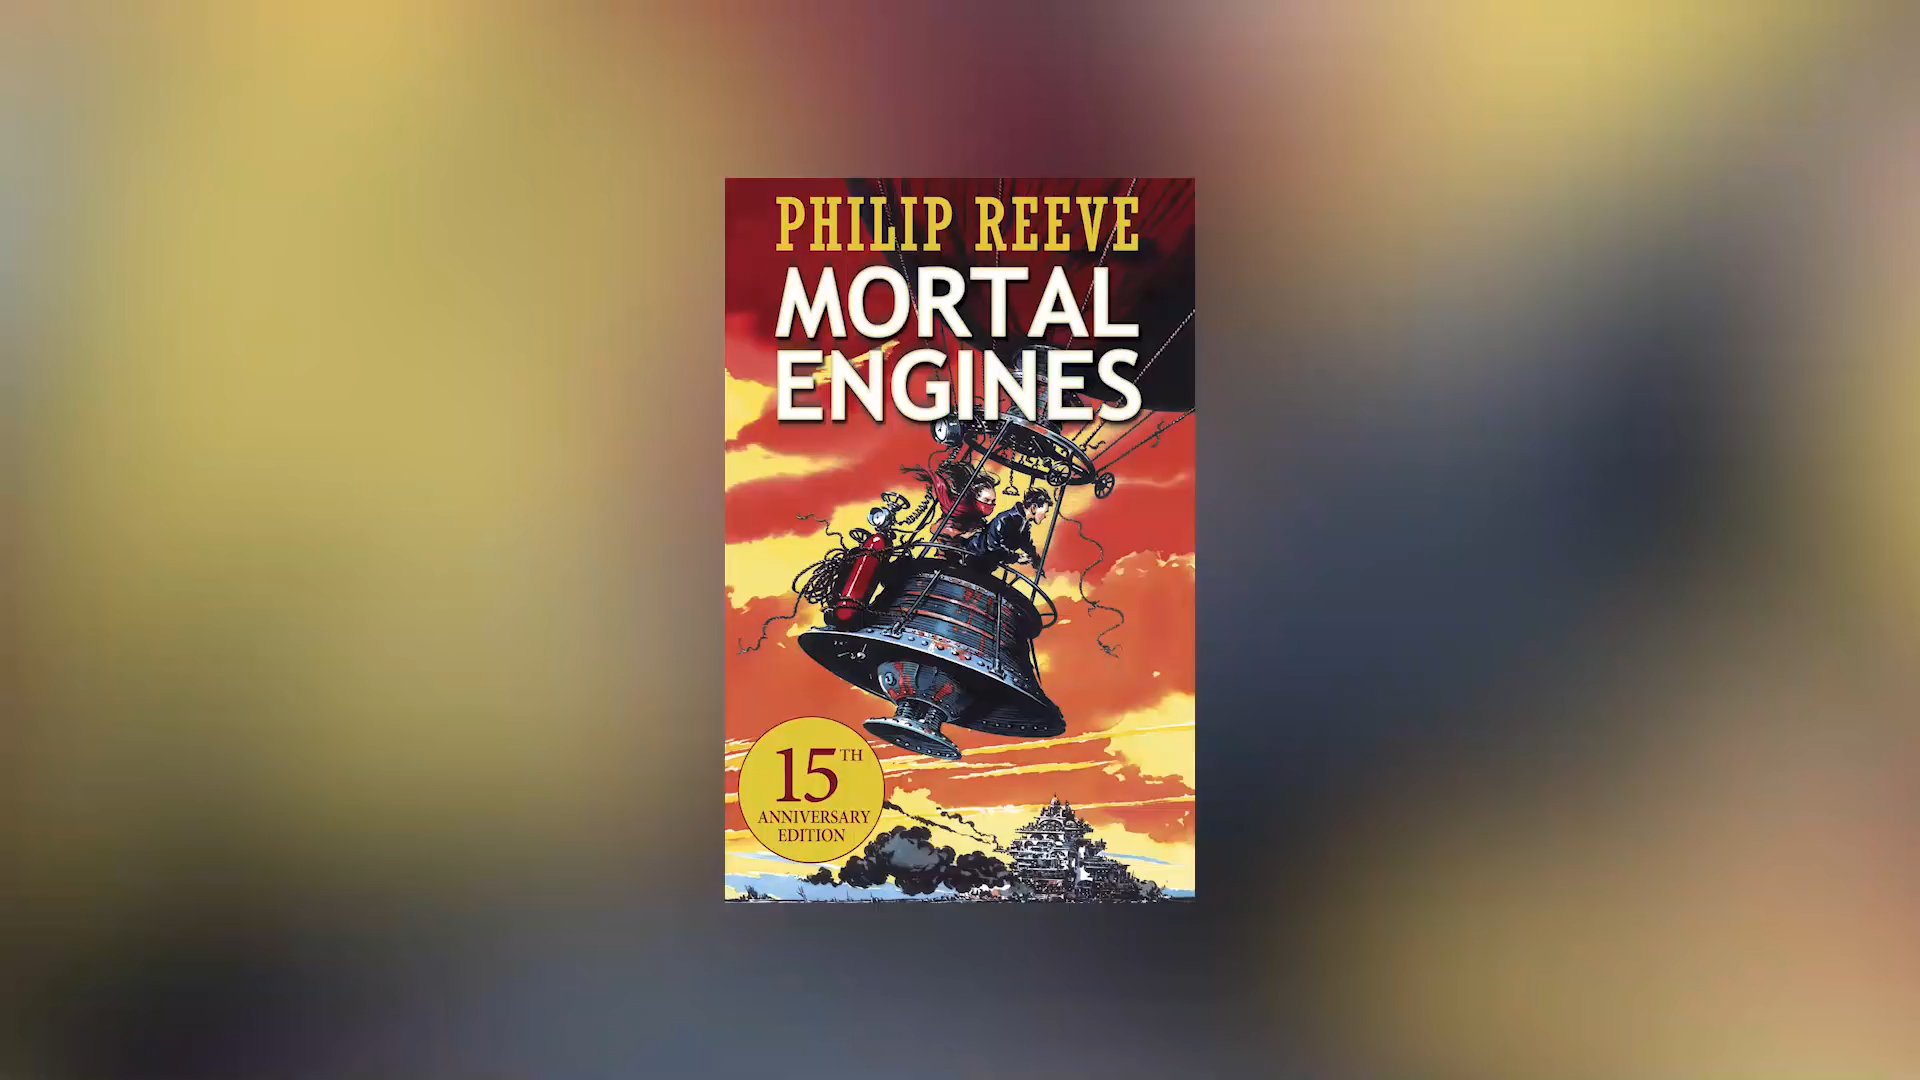 PHILIP REEVE
MORTAL
ENGINES
15TH
ANNIVERSARY
EDITION